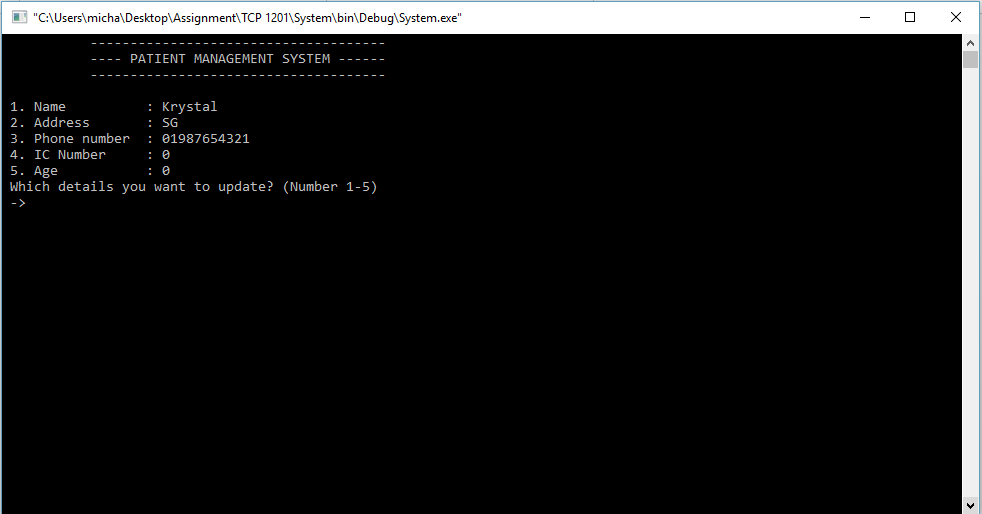 "C:\Users\micha\Desktop\Assignment\TCP 1201\System\bin\Debug\System.exe"
-------------------------------------
---- PATIENT MANAGEMENT SYSTEM ------
-------------------------------------
1. Name          : Krystal
2. Address       : SG
3. Phone number  : 01987654321
4. IC Number     : 0
5. Age           : 0
Which details you want to update? (Number 1-5)
->